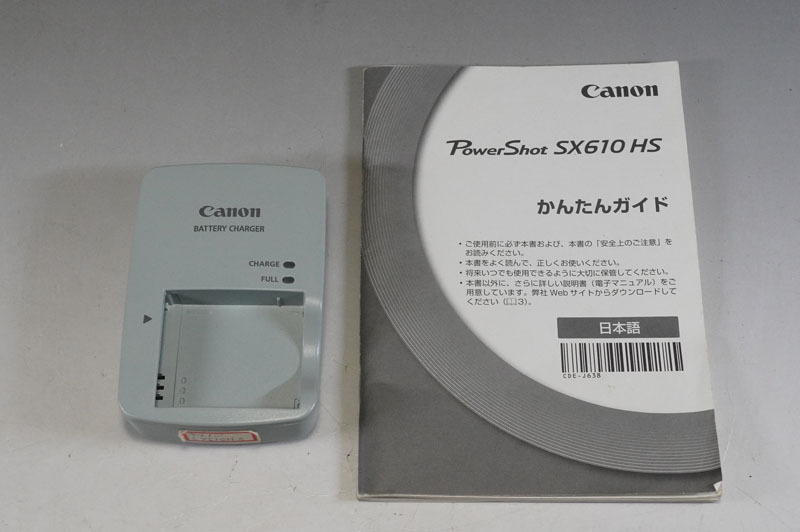 Canon
BATTERY CHARGER
CHARGE
FULL
Canon
PowerShot SX610 HS
かんたんガイド
・ご使用前に必ず本書および、本書の「安全上のご注意」を
お読みください。
・本書をよく読んで、正しくお使いください。
・将来いつでも使用できるように大切に保管してください。
・本書以外に、さらに詳しい説明書（電子マニュアル）をご
用意しています。弊社 Web サイトからダウンロードして
ください（3）。
日本語
CDE-J638